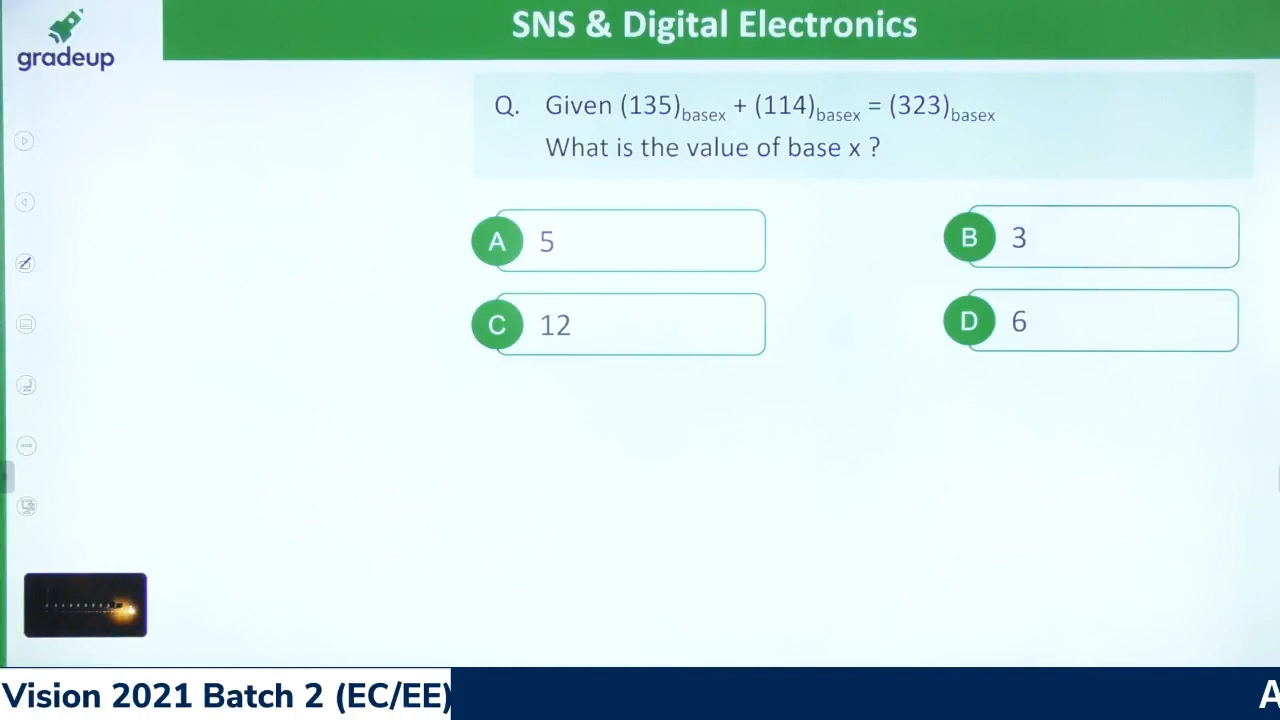 SNS & Digital Electronics
gradeup
Q. Given (135)basex + (114)basex = (323)basex
What is the value of base x ?
A 5
B 3
C 12
D 6
Vision 2021 Batch 2 (EC/EE)
A